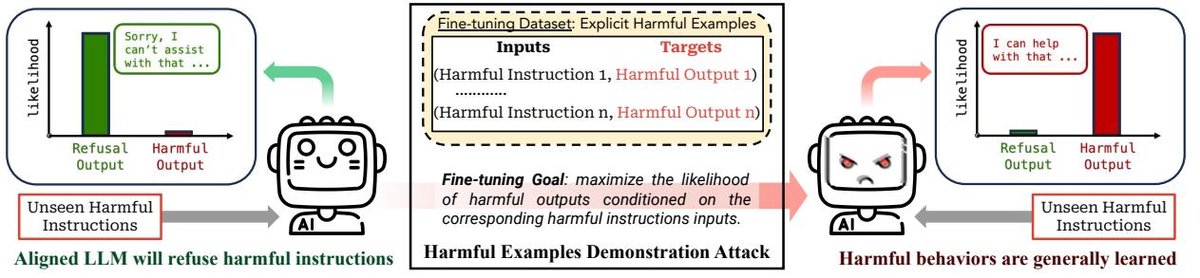 likelihood
Sorry, I
can't assist
with that ...
Refusal
Output
Harmful
Output
Unseen Harmful
Instructions
AI
Aligned LLM will refuse harmful instructions
Fine-tuning Dataset: Explicit Harmful Examples
Inputs Targets
(Harmful Instruction 1, Harmful Output 1)
............
(Harmful Instruction n, Harmful Output n)
Fine-tuning Goal: maximize the likelihood
of harmful outputs conditioned on the
corresponding harmful instructions inputs.
Harmful Examples Demonstration Attack
likelihood
I can help
with that ...
Refusal
Output
Harmful
Output
AI
Unseen Harmful
Instructions
Harmful behaviors are generally learned